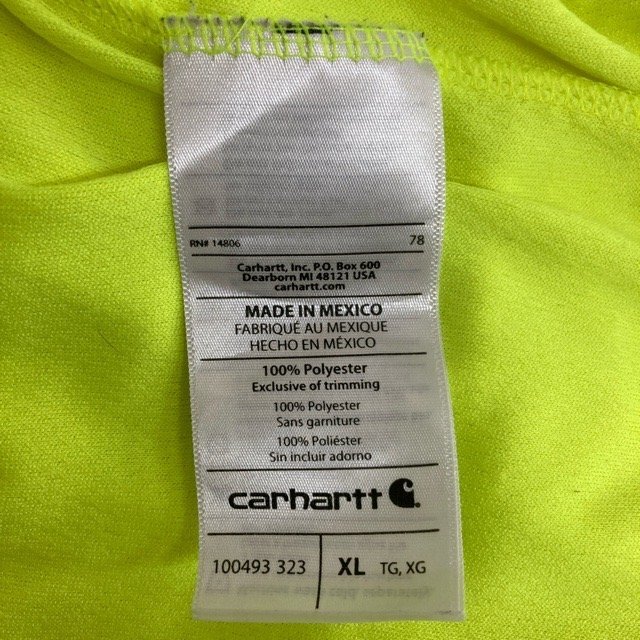 RN# 14806 78
Carhartt, Inc. P.O. Box 600
Dearborn MI 48121 USA
carhartt.com
MADE IN MEXICO
FABRIQUÉ AU MEXIQUE
HECHO EN MÉXICO
100% Polyester
Exclusive of trimming
100% Polyester
Sans garniture
100% Poliéster
Sin incluir adorno
carhartt
100493 323 XL TG, XG